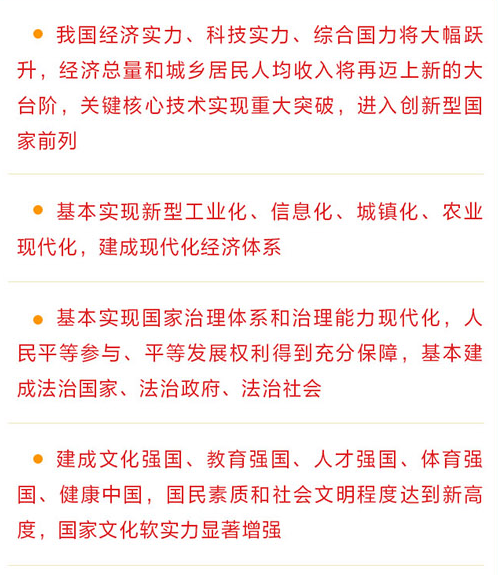 ● 我国经济实力、科技实力、综合国力将大幅跃
升，经济总量和城乡居民人均收入将再迈上新的大
台阶，关键核心技术实现重大突破，进入创新型国
家前列
● 基本实现新型工业化、信息化、城镇化、农业
现代化，建成现代化经济体系
● 基本实现国家治理体系和治理能力现代化，人
民平等参与、平等发展权利得到充分保障，基本建
成法治国家、法治政府、法治社会
● 建成文化强国、教育强国、人才强国、体育强
国、健康中国，国民素质和社会文明程度达到新高
度，国家文化软实力显著增强